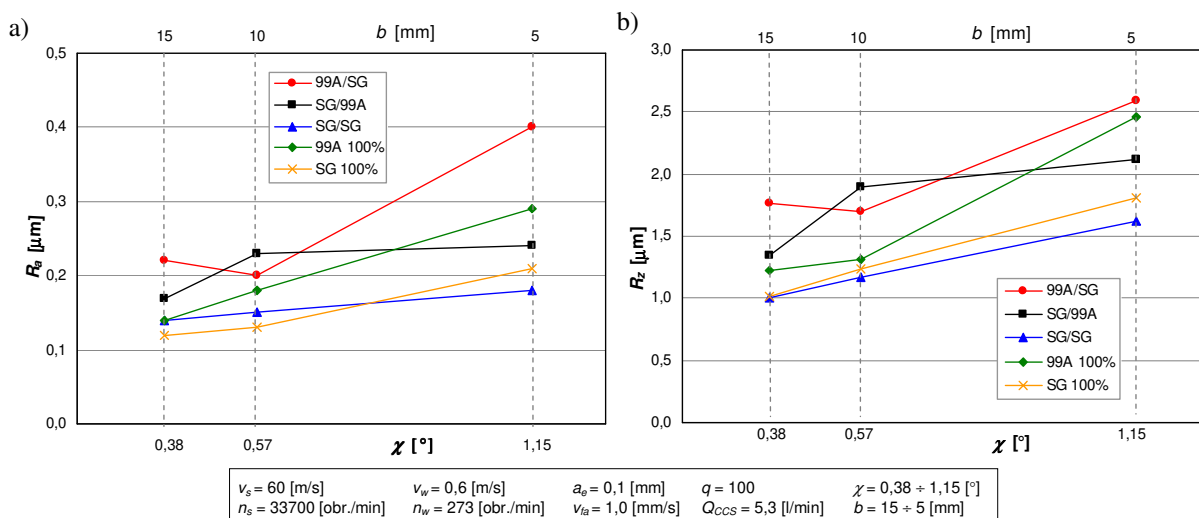 a)
15 10 b [mm] 5
0,5
0,4
0,3
0,2
0,1
0,0
Ra [μm]
99A/SG
SG/99A
SG/SG
99A 100%
SG 100%
0,38 0,57 χ [°] 1,15
b)
15 10 b [mm] 5
3,0
2,5
2,0
1,5
1,0
0,5
0,0
Rz [μm]
99A/SG
SG/99A
SG/SG
99A 100%
SG 100%
0,38 0,57 χ [°] 1,15
vs = 60 [m/s] vw = 0,6 [m/s] ae = 0,1 [mm] q = 100 χ = 0,38 ÷ 1,15 [°]
ns = 33700 [obr./min] nw = 273 [obr./min] vfa = 1,0 [mm/s] QCCS = 5,3 [l/min] b = 15 ÷ 5 [mm]